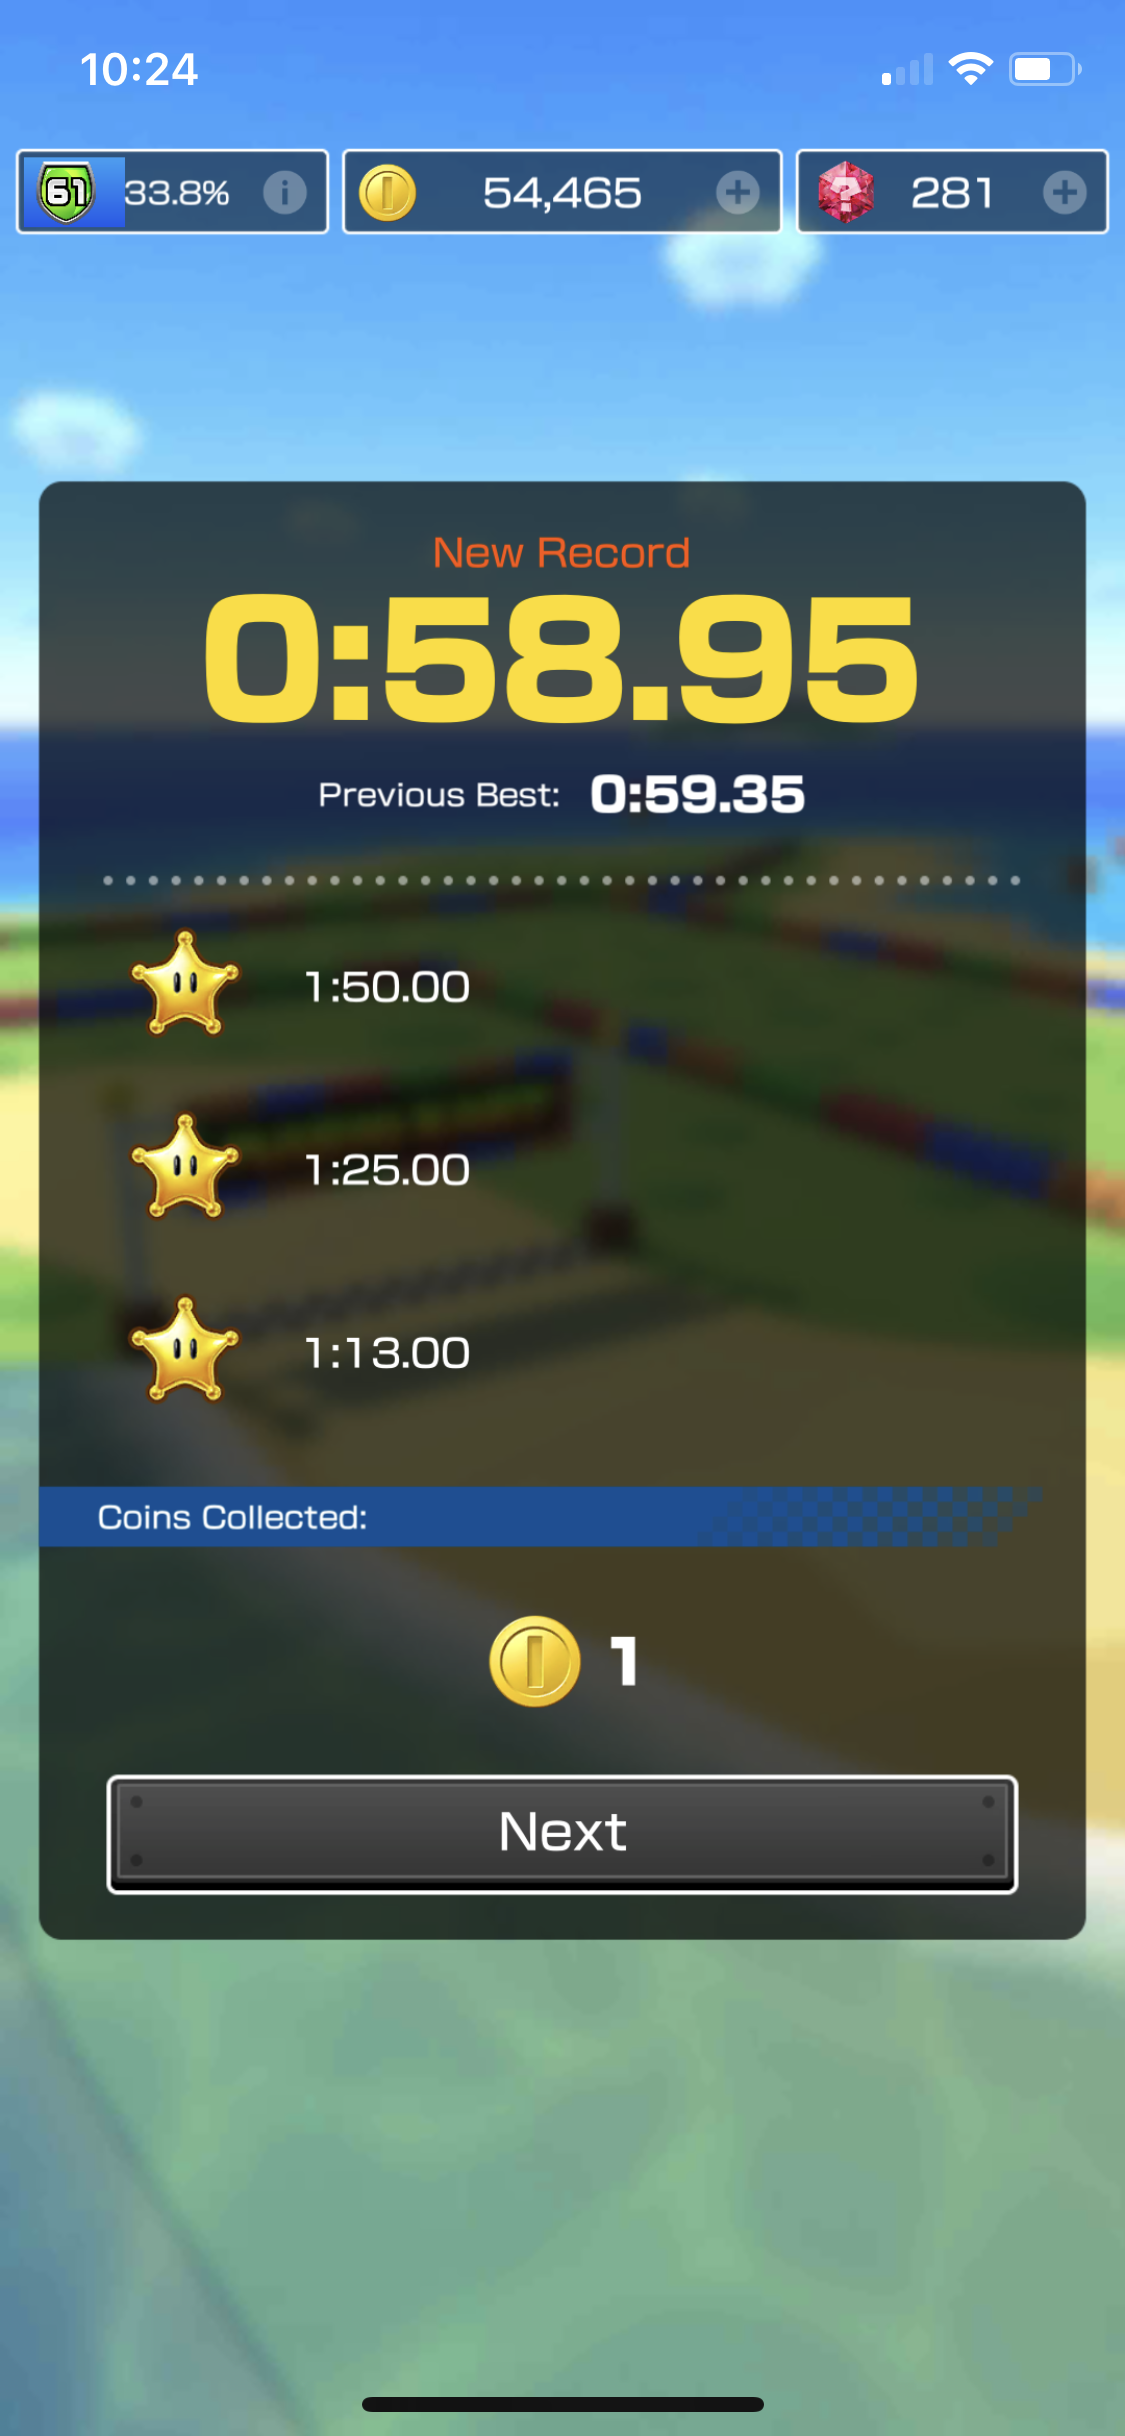 10:24
61 33.8% i
54,465 +
? 281 +
New Record
0:58.95
Previous Best: 0:59.35
1:50.00
1:25.00
1:13.00
Coins Collected:
1
Next